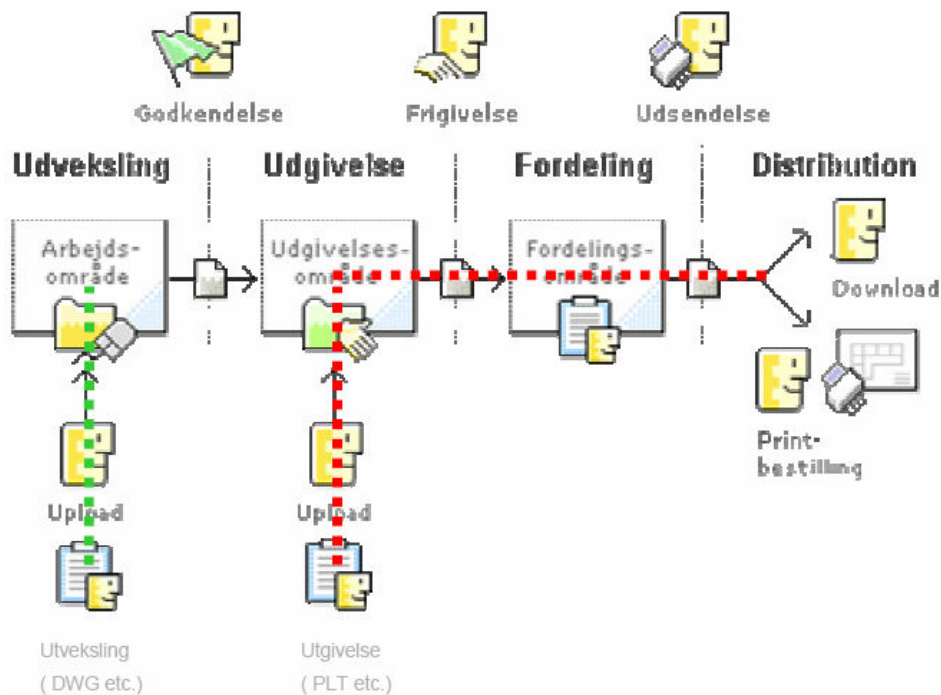 Godkendelse
Frigivelse
Udsendelse
Udveksling
Udgivelse
Fordeling
Distribution
Arbejds-
område
Udgivelses-
område
Fordelings-
område
Download
Upload
Upload
Print-
bestilling
Utveksling
( DWG etc.)
Utgivelse
( PLT etc.)